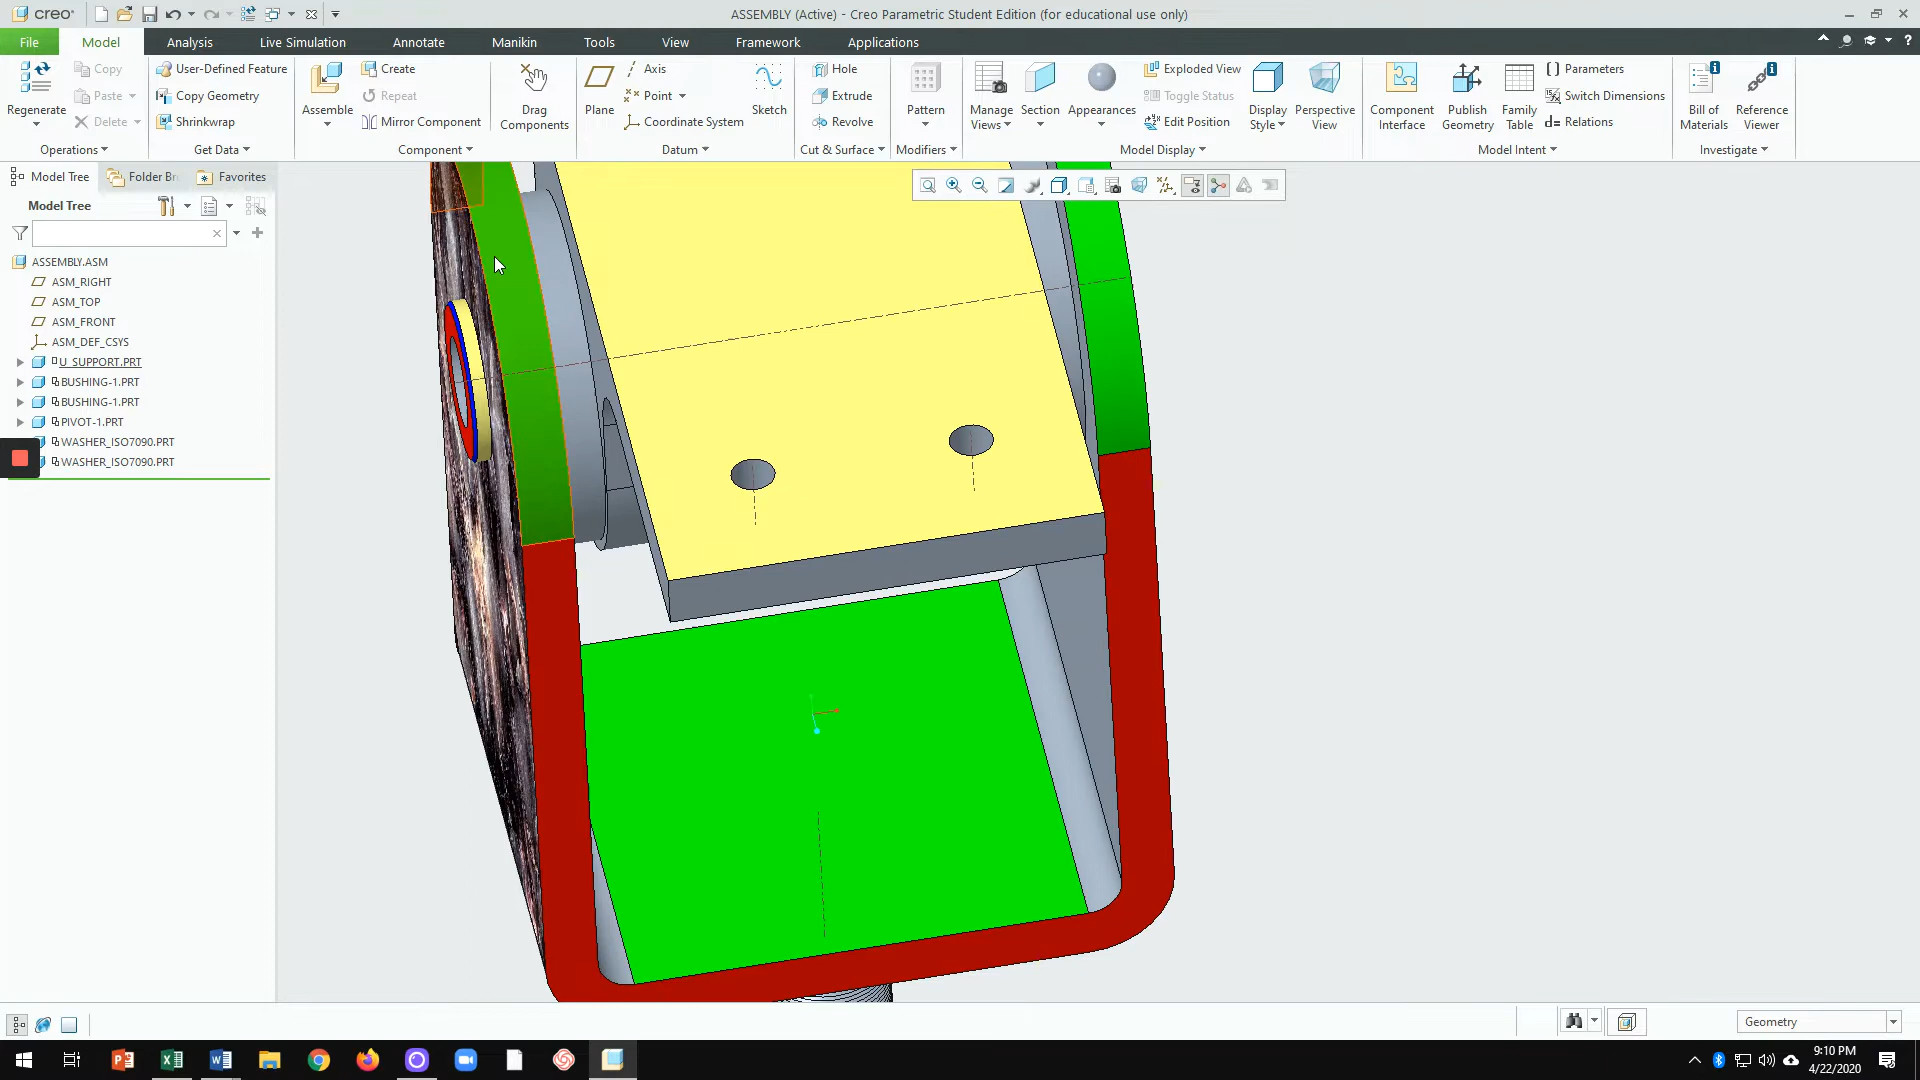 creo
ASSEMBLY (Active) - Creo Parametric Student Edition (for educational use only)
File Model Analysis Live Simulation Annotate Manikin Tools View Framework Applications
Regenerate
Copy
Paste
Delete
Operations
User-Defined Feature
Copy Geometry
Shrinkwrap
Get Data
Assemble
Create
Repeat
Mirror Component
Drag Components
Component
Plane
Axis
Point
Coordinate System
Sketch
Datum
Hole
Extrude
Revolve
Cut & Surface
Pattern
Modifiers
Manage Views
Section
Appearances
Exploded View
Toggle Status
Edit Position
Display Style
Perspective View
Model Display
Component Interface
Publish Geometry
Family Table
Parameters
Switch Dimensions
Relations
Model Intent
Bill of Materials
Reference Viewer
Investigate
Model Tree Folder Br Favorites
Model Tree
ASSEMBLY.ASM
ASM_RIGHT
ASM_TOP
ASM_FRONT
ASM_DEF_CSYS
U_SUPPORT.PRT
BUSHING-1.PRT
BUSHING-1.PRT
PIVOT-1.PRT
WASHER_ISO7090.PRT
WASHER_ISO7090.PRT
Geometry
9:10 PM
4/22/2020